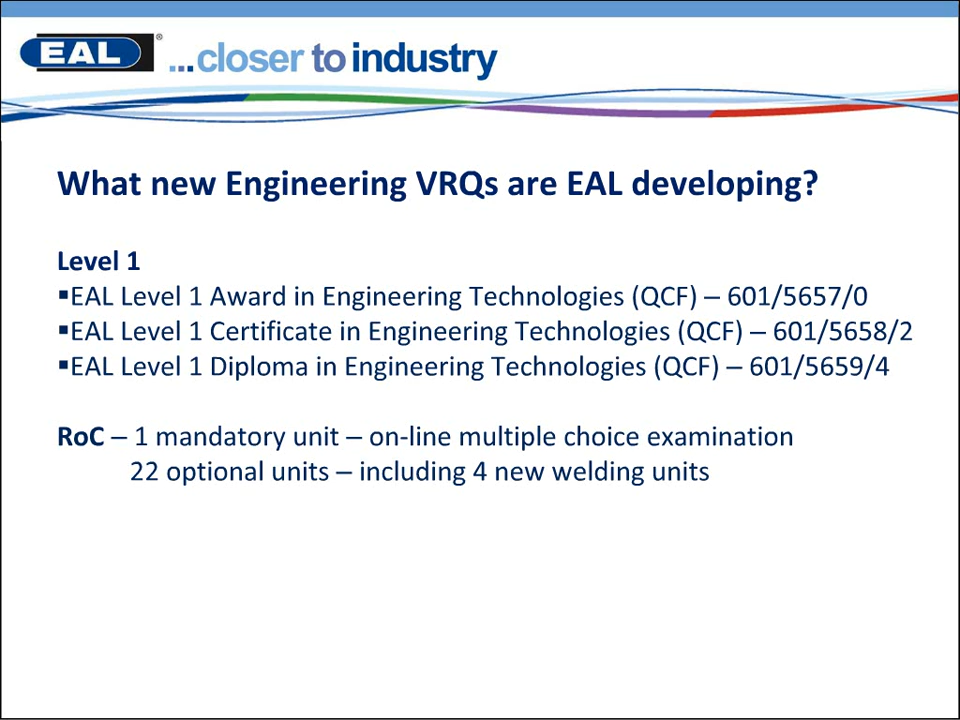 EAL® ...closer to industry
What new Engineering VRQs are EAL developing?
Level 1
▪EAL Level 1 Award in Engineering Technologies (QCF) – 601/5657/0
▪EAL Level 1 Certificate in Engineering Technologies (QCF) – 601/5658/2
▪EAL Level 1 Diploma in Engineering Technologies (QCF) – 601/5659/4
RoC – 1 mandatory unit – on-line multiple choice examination
22 optional units – including 4 new welding units